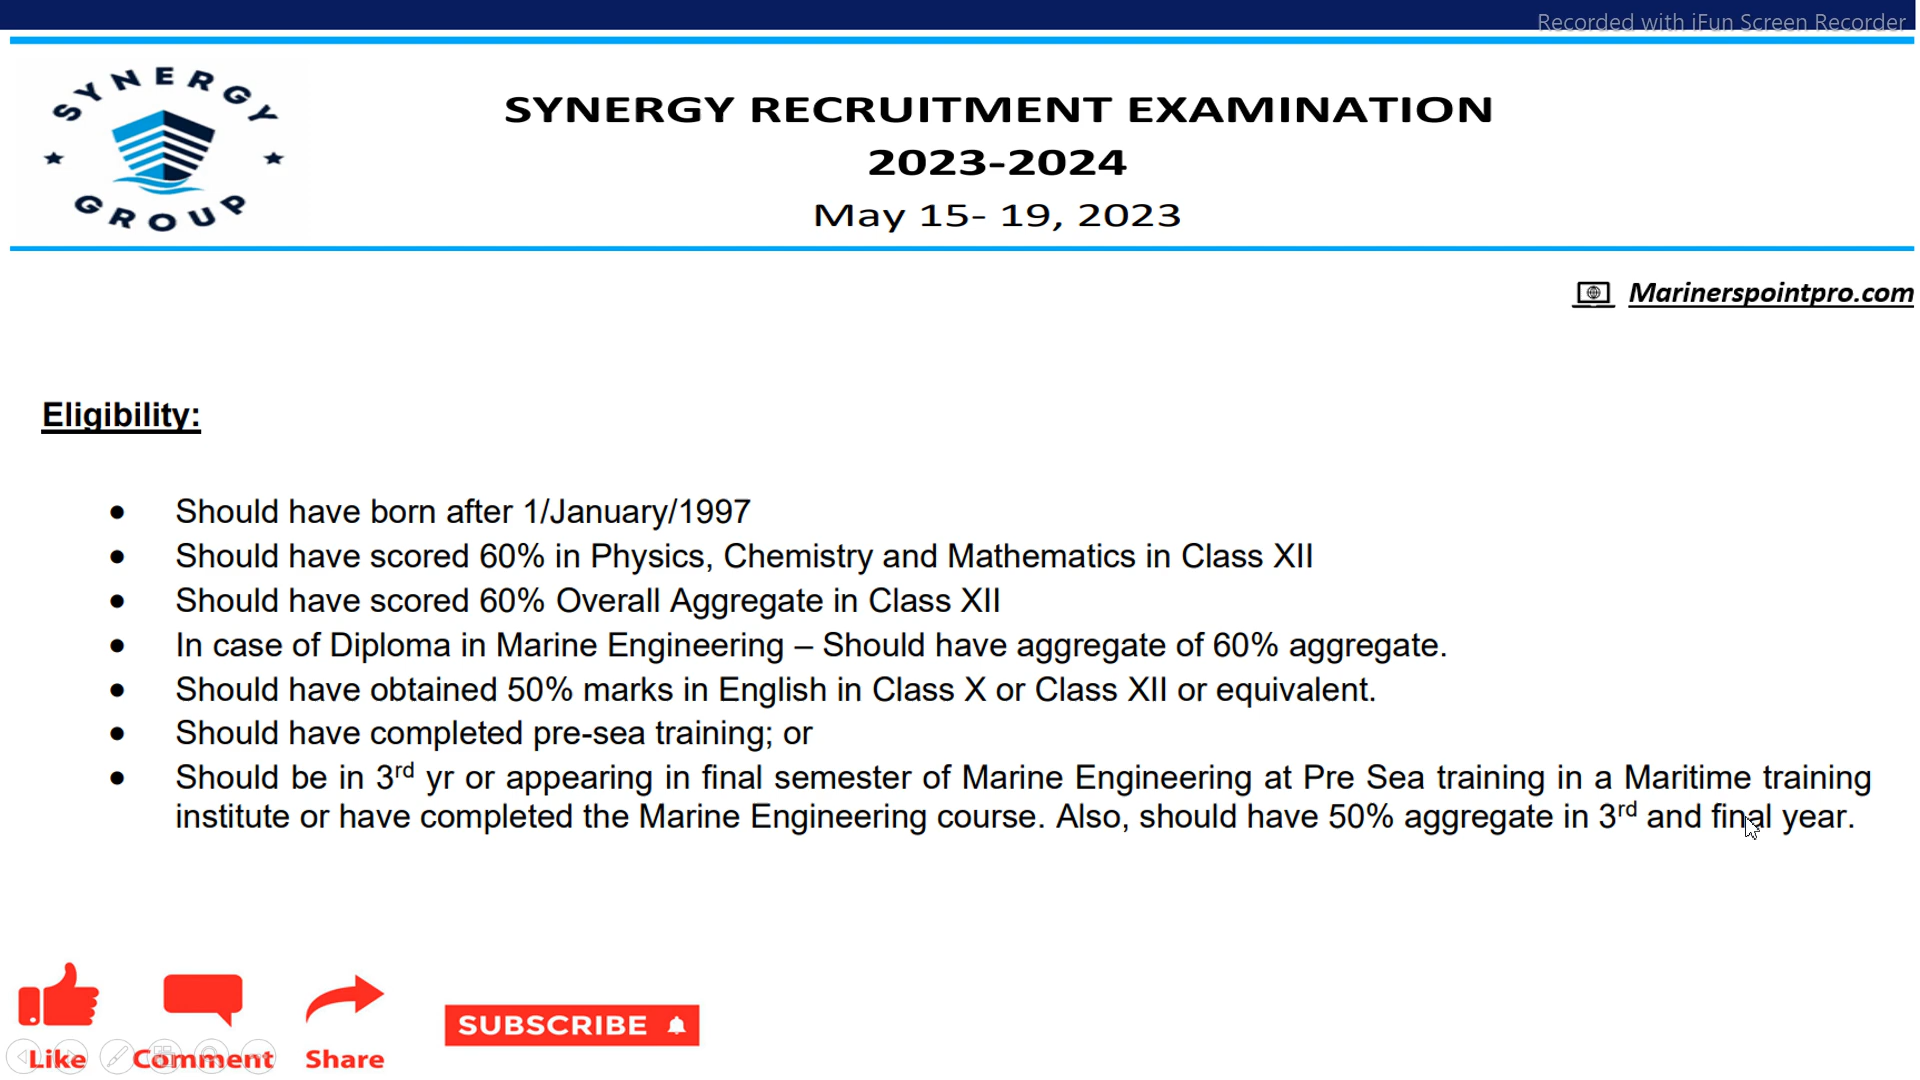 Recorded with iFun Screen Recorder
SYNERGY
GROUP
SYNERGY RECRUITMENT EXAMINATION
2023-2024
May 15- 19, 2023
Marinerspointpro.com
Eligibility:
● Should have born after 1/January/1997
● Should have scored 60% in Physics, Chemistry and Mathematics in Class XII
● Should have scored 60% Overall Aggregate in Class XII
● In case of Diploma in Marine Engineering – Should have aggregate of 60% aggregate.
● Should have obtained 50% marks in English in Class X or Class XII or equivalent.
● Should have completed pre-sea training; or
● Should be in 3rd yr or appearing in final semester of Marine Engineering at Pre Sea training in a Maritime training
institute or have completed the Marine Engineering course. Also, should have 50% aggregate in 3rd and final year.
SUBSCRIBE
Like Comment Share